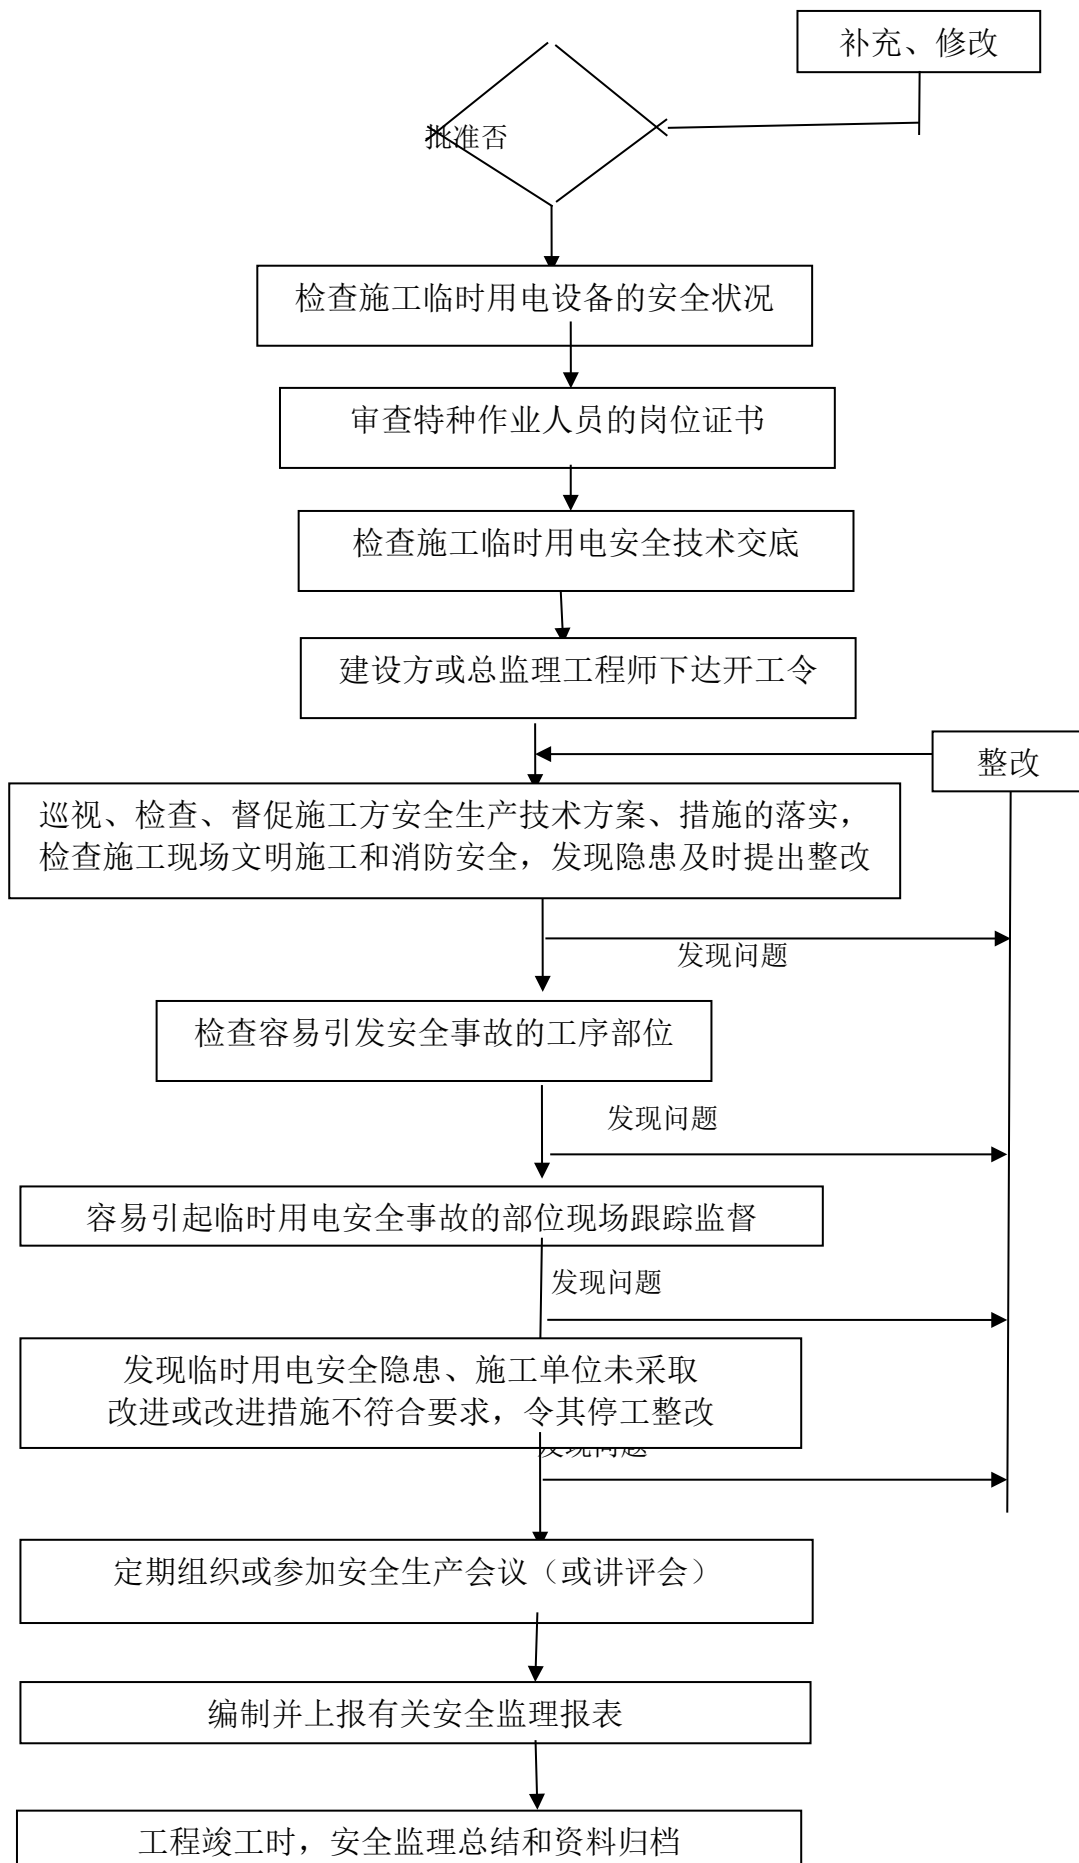 补充、修改
批准否
检查施工临时用电设备的安全状况
审查特种作业人员的岗位证书
检查施工临时用电安全技术交底
建设方或总监理工程师下达开工令
整改
巡视、检查、督促施工方安全生产技术方案、措施的落实，
检查施工现场文明施工和消防安全，发现隐患及时提出整改
发现问题
检查容易引发安全事故的工序部位
发现问题
容易引起临时用电安全事故的部位现场跟踪监督
发现问题
发现临时用电安全隐患、施工单位未采取
改进或改进措施不符合要求，令其停工整改
发现问题
定期组织或参加安全生产会议（或讲评会）
编制并上报有关安全监理报表
工程竣工时，安全监理总结和资料归档